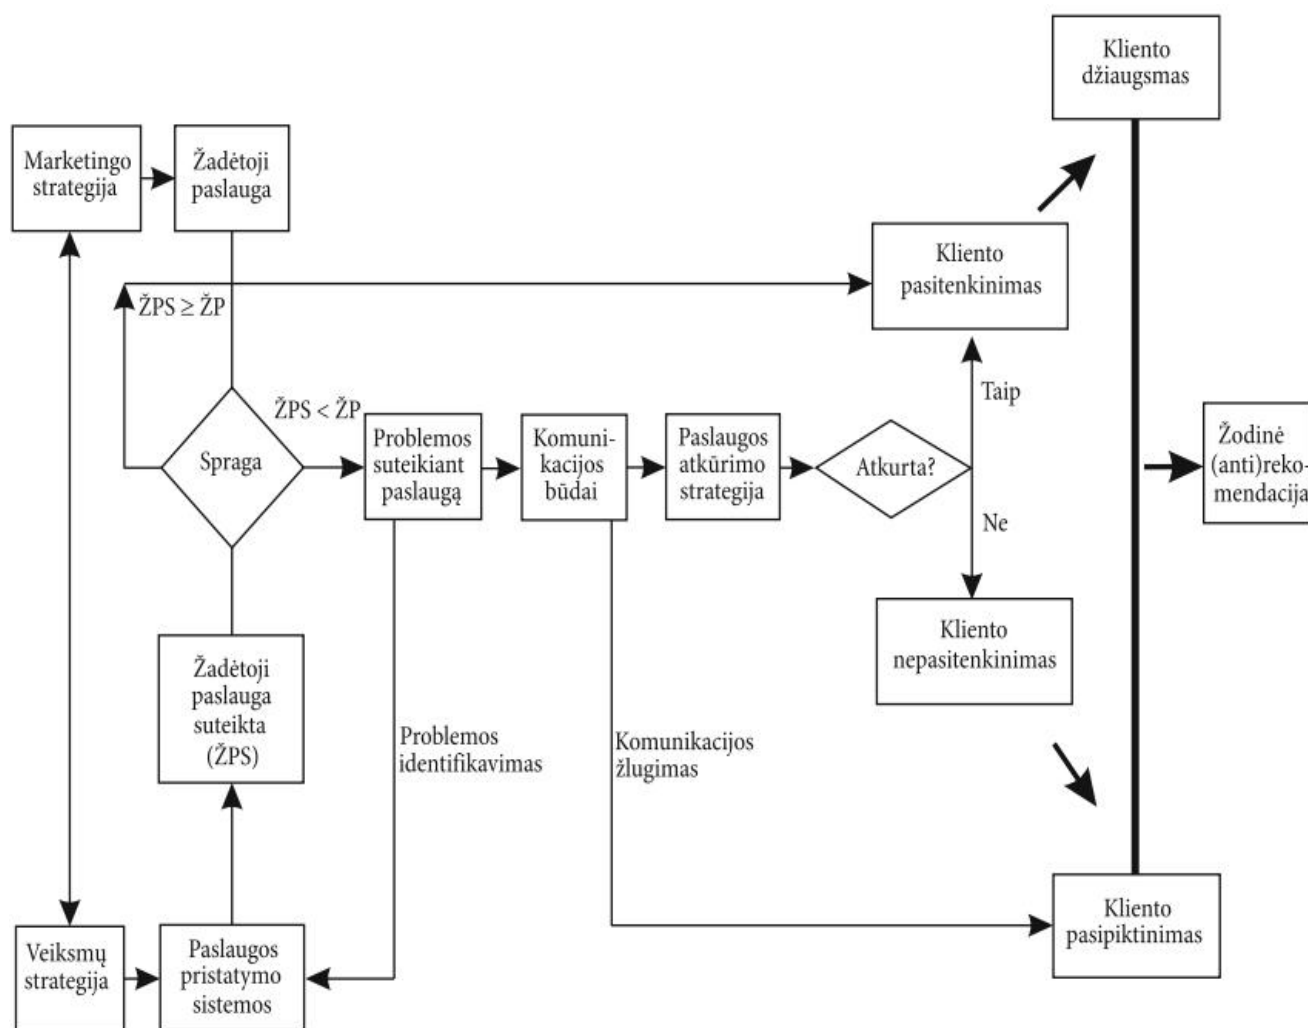 Kliento
džiaugsmas
Marketingo
strategija
Žadėtoji
paslauga
Kliento
pasitenkinimas
ŽPS ≥ ŽP
ŽPS < ŽP
Taip
Spraga
Problemos
suteikiant
paslaugą
Komuni-
kacijos
būdai
Paslaugos
atkūrimo
strategija
Atkurta?
Žodinė
(anti)reko-
mendacija
Ne
Kliento
nepasitenkinimas
Žadėtoji
paslauga
suteikta
(ŽPS)
Problemos
identifikavimas
Komunikacijos
žlugimas
Kliento
pasipiktinimas
Veiksmų
strategija
Paslaugos
pristatymo
sistemos